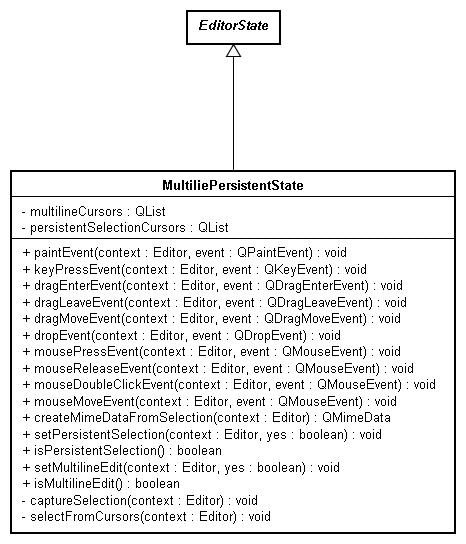 EditorState
MultiliePersistentState
- multilineCursors : QList
- persistentSelectionCursors : QList
+ paintEvent(context : Editor, event : QPaintEvent) : void
+ keyPressEvent(context : Editor, event : QKeyEvent) : void
+ dragEnterEvent(context : Editor, event : QDragEnterEvent) : void
+ dragLeaveEvent(context : Editor, event : QDragLeaveEvent) : void
+ dragMoveEvent(context : Editor, event : QDragMoveEvent) : void
+ dropEvent(context : Editor, event : QDropEvent) : void
+ mousePressEvent(context : Editor, event : QMouseEvent) : void
+ mouseReleaseEvent(context : Editor, event : QMouseEvent) : void
+ mouseDoubleClickEvent(context : Editor, event : QMouseEvent) : void
+ mouseMoveEvent(context : Editor, event : QMouseEvent) : void
+ createMimeDataFromSelection(context : Editor) : QMimeData
+ setPersistentSelection(context : Editor, yes : boolean) : void
+ isPersistentSelection() : boolean
+ setMultilineEdit(context : Editor, yes : boolean) : void
+ isMultilineEdit() : boolean
- captureSelection(context : Editor) : void
- selectFromCursors(context : Editor) : void